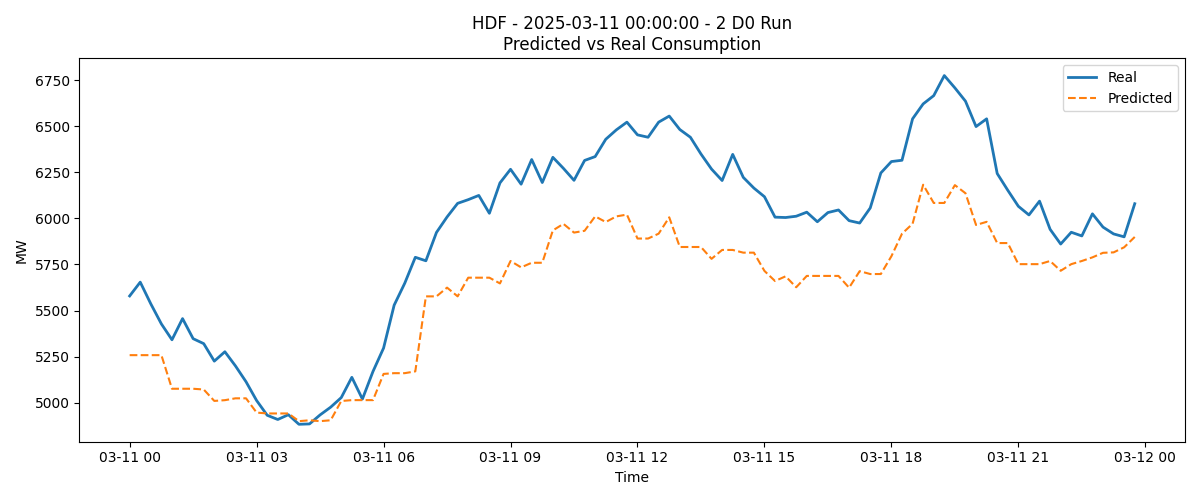 HDF - 2025-03-11 00:00:00 - 2 D0 Run
Predicted vs Real Consumption
Real
Predicted
MW
6750
6500
6250
6000
5750
5500
5250
5000
03-11 00
03-11 03
03-11 06
03-11 09
03-11 12
03-11 15
03-11 18
03-11 21
03-12 00
Time